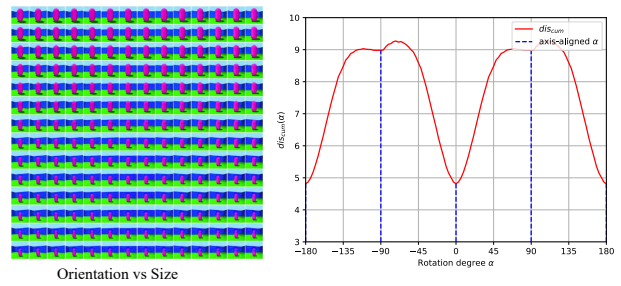 Orientation vs Size
10
9
8
7
6
5
4
3
dis_cum(α)
dis_cum
axis-aligned α
−180 −135 −90 −45 0 45 90 135 180
Rotation degree α